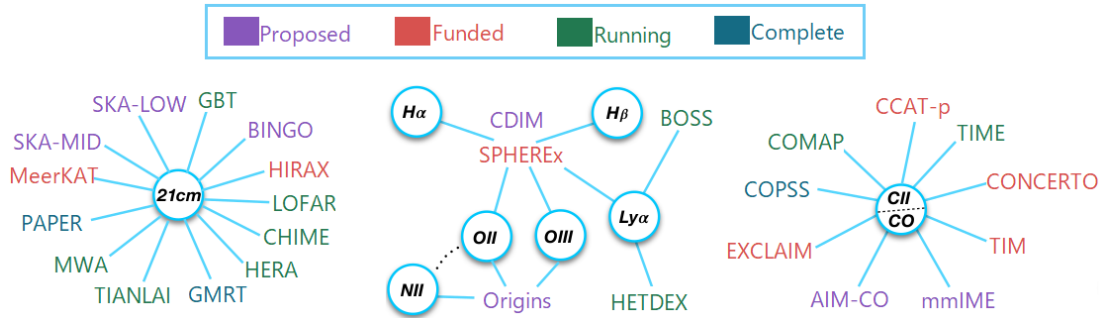 Proposed Funded Running Complete
SKA-LOW
GBT
SKA-MID
BINGO
MeerKAT
HIRAX
21cm
LOFAR
PAPER
CHIME
MWA
HERA
TIANLAI
GMRT
Hα
CDIM
Hβ
BOSS
SPHEREx
Lyα
OII
OIII
NII
Origins
HETDEX
CCAT-p
COMAP
TIME
COPSS
CONCERTO
CII
CO
EXCLAIM
TIM
AIM-CO
mmIME